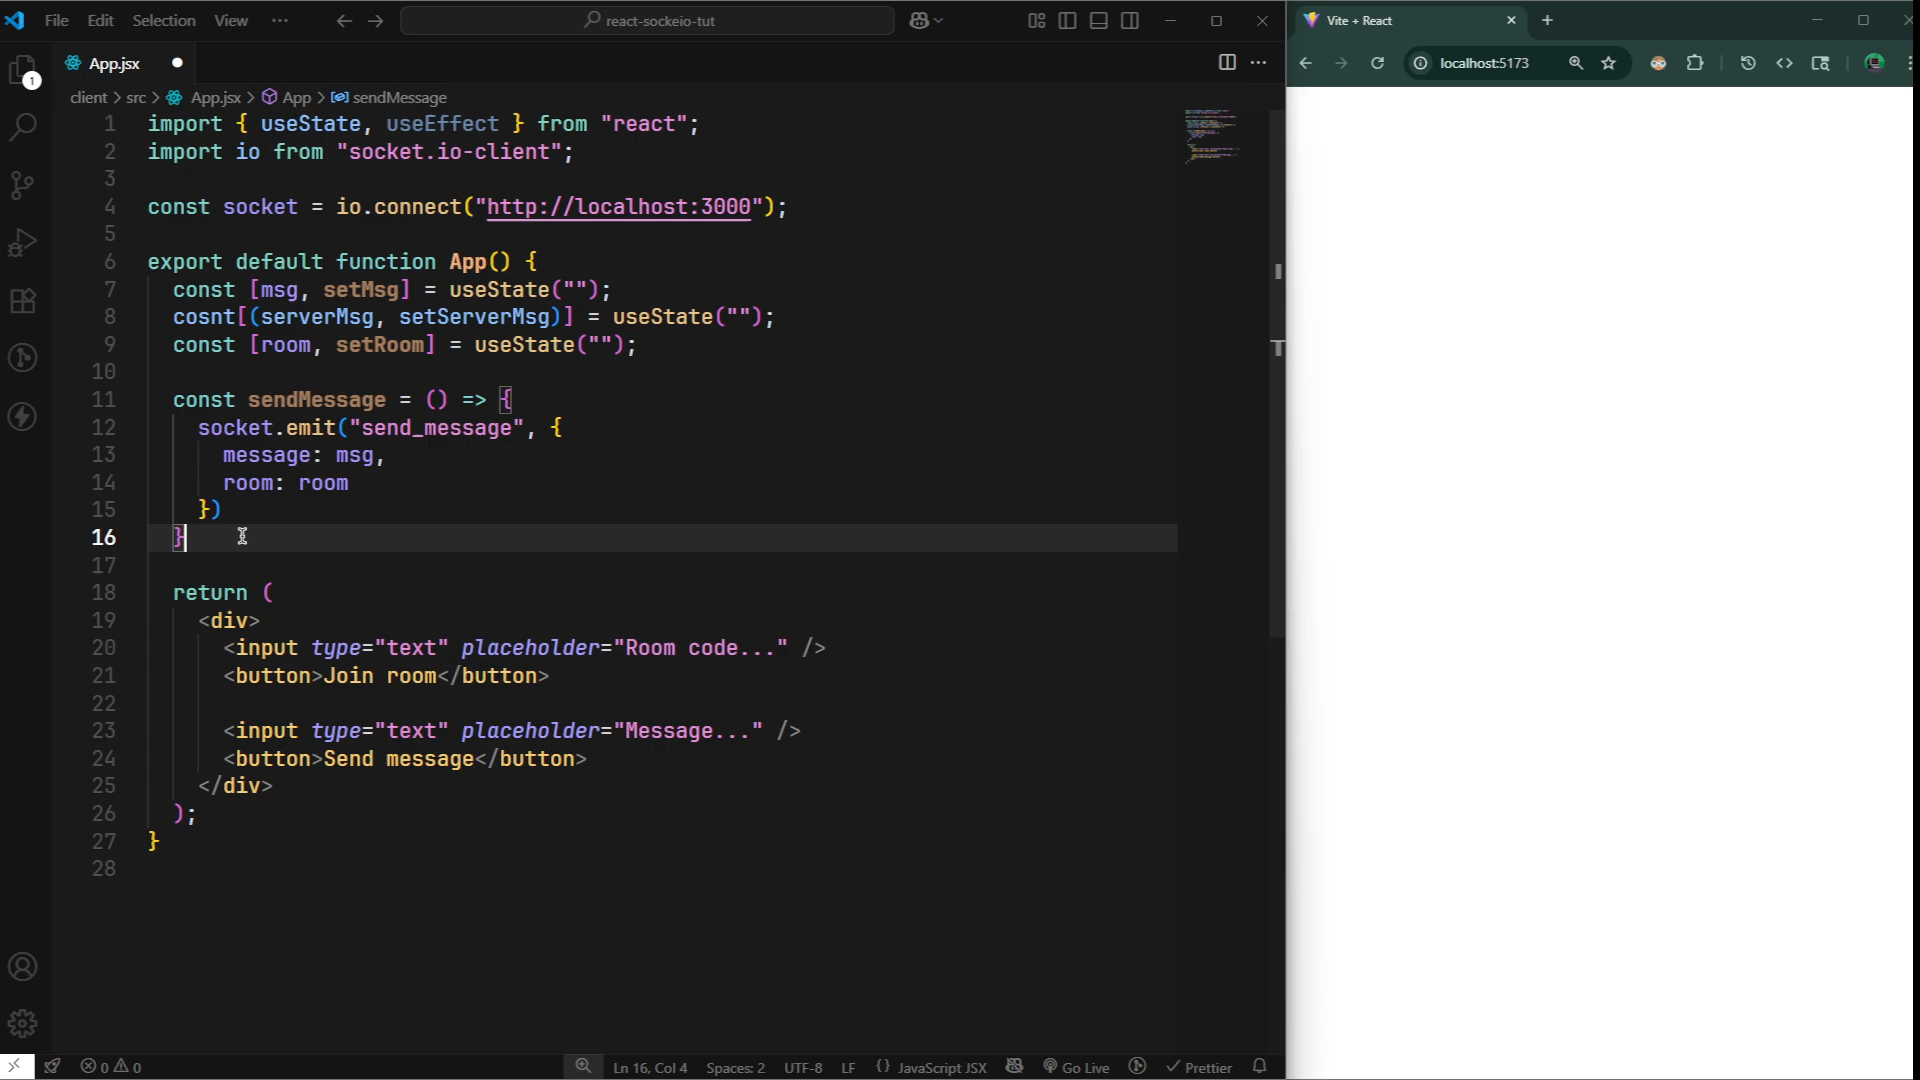 File Edit Selection View ··· react-sockeio-tut
Vite + React
App.jsx
localhost:5173
1
client > src > App.jsx > App > sendMessage
1 import { useState, useEffect } from "react";
2 import io from "socket.io-client";
3
4 const socket = io.connect("http://localhost:3000");
5
6 export default function App() {
7 const [msg, setMsg] = useState("");
8 cosnt[(serverMsg, setServerMsg)] = useState("");
9 const [room, setRoom] = useState("");
10
11 const sendMessage = () => {
12 socket.emit("send_message", {
13 message: msg,
14 room: room
15 })
16 }
17
18 return (
19 <div>
20 <input type="text" placeholder="Room code..." />
21 <button>Join room</button>
22
23 <input type="text" placeholder="Message..." />
24 <button>Send message</button>
25 </div>
26 );
27 }
28
0 0 Ln 16, Col 4 Spaces: 2 UTF-8 LF {} JavaScript JSX Go Live Prettier